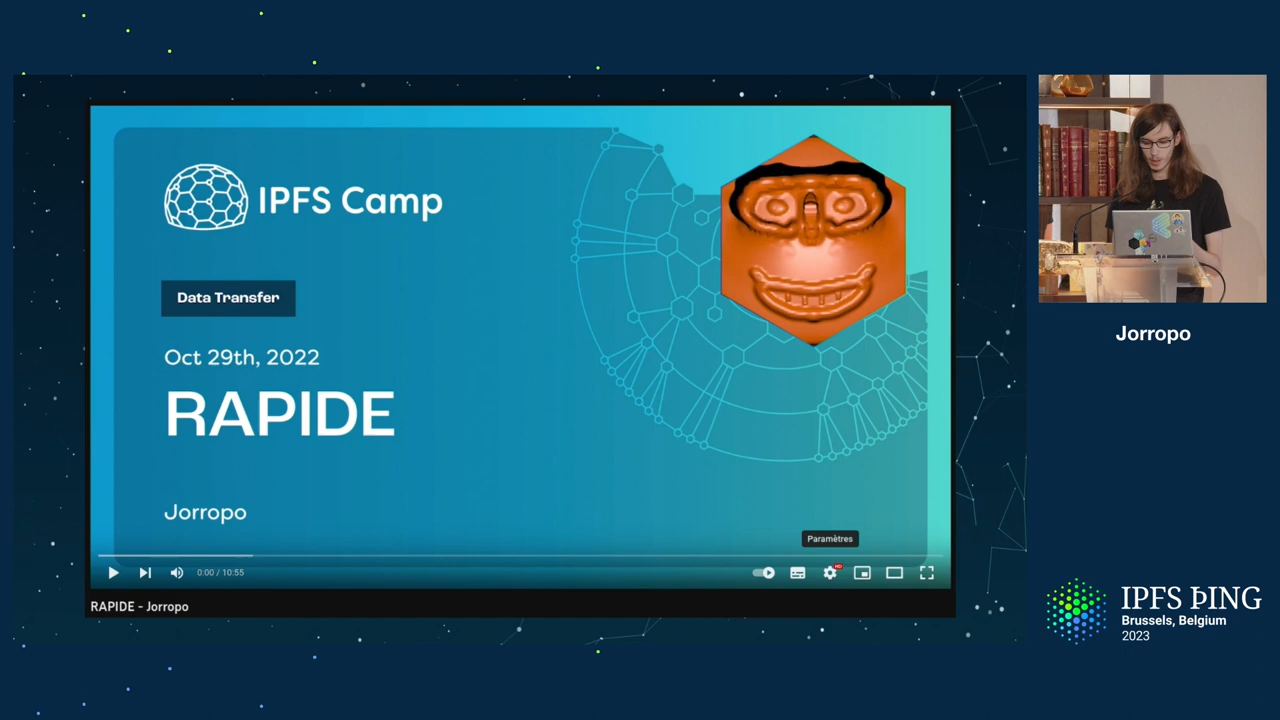 IPFS Camp
Data Transfer
Oct 29th, 2022
RAPIDE
Jorropo
Paramètres
0:00 / 10:55
HD
RAPIDE - Jorropo
Jorropo
IPFS ÞING
Brussels, Belgium
2023